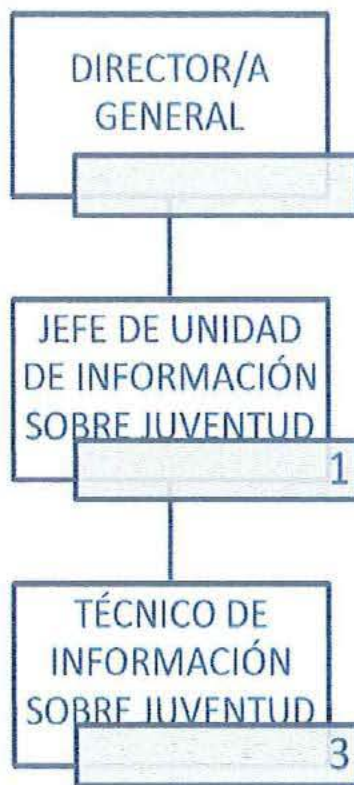 DIRECTOR/A
GENERAL
JEFE DE UNIDAD
DE INFORMACIÓN
SOBRE JUVENTUD
1
TÉCNICO DE
INFORMACIÓN
SOBRE JUVENTUD
3